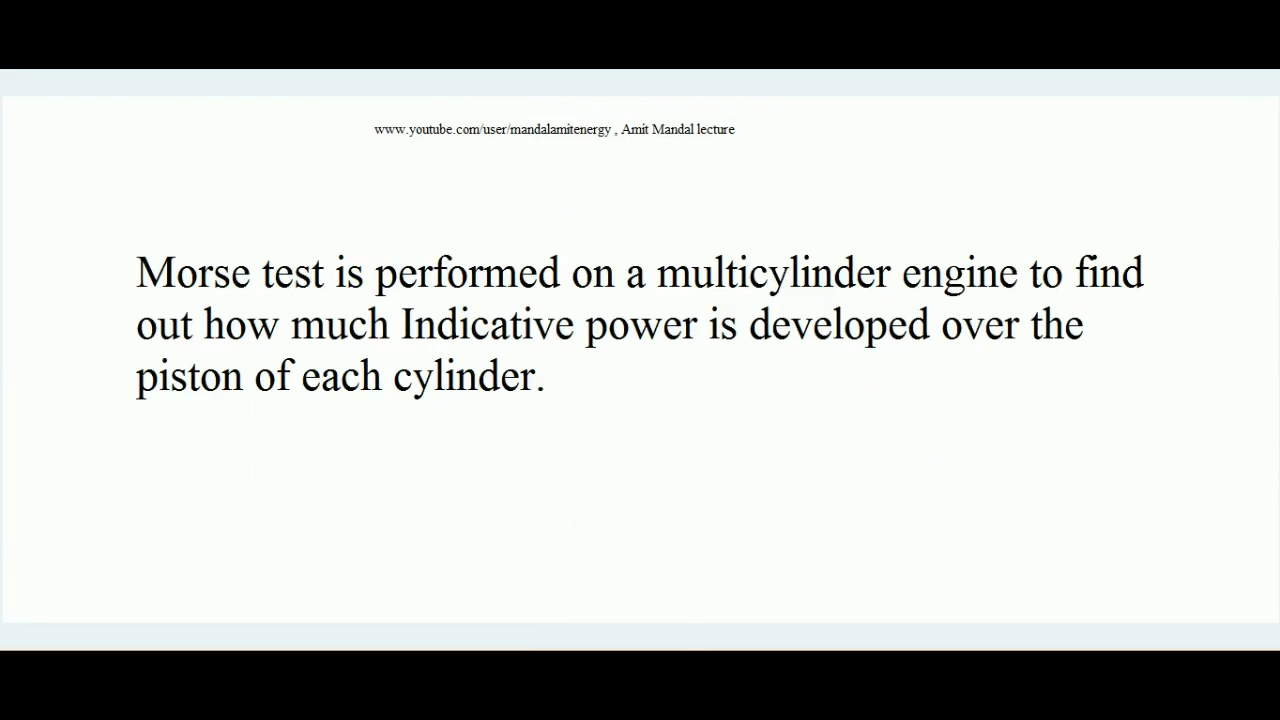 www.youtube.com/user/mandalamitenergy , Amit Mandal lecture
Morse test is performed on a multicylinder engine to find
out how much Indicative power is developed over the
piston of each cylinder.